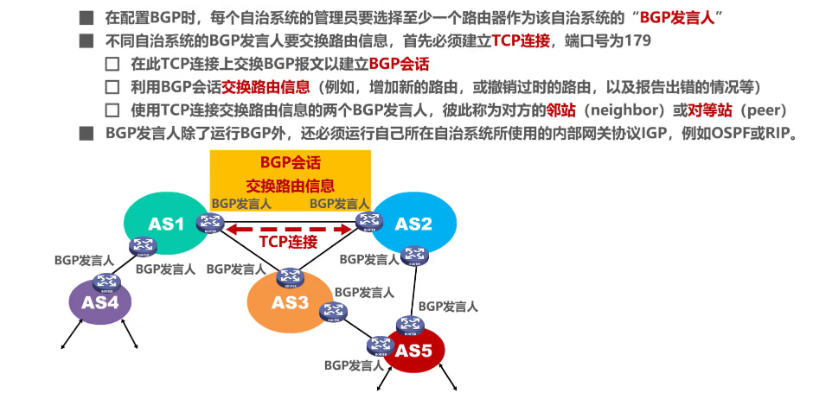 ■ 在配置BGP时，每个自治系统的管理员要选择至少一个路由器作为该自治系统的“BGP发言人”
■ 不同自治系统的BGP发言人要交换路由信息，首先必须建立TCP连接，端口号为179
□ 在此TCP连接上交换BGP报文以建立BGP会话
□ 利用BGP会话交换路由信息（例如，增加新的路由，或撤销过时的路由，以及报告出错的情况等）
□ 使用TCP连接交换路由信息的两个BGP发言人，彼此称为对方的邻站（neighbor）或对等站（peer）
■ BGP发言人除了运行BGP外，还必须运行自己所在自治系统所使用的内部网关协议IGP，例如OSPF或RIP。
BGP会话
交换路由信息
BGP发言人
BGP发言人
AS1
AS2
TCP连接
BGP发言人
BGP发言人
BGP发言人
BGP发言人
AS4
AS3
BGP发言人
BGP发言人
AS5
BGP发言人